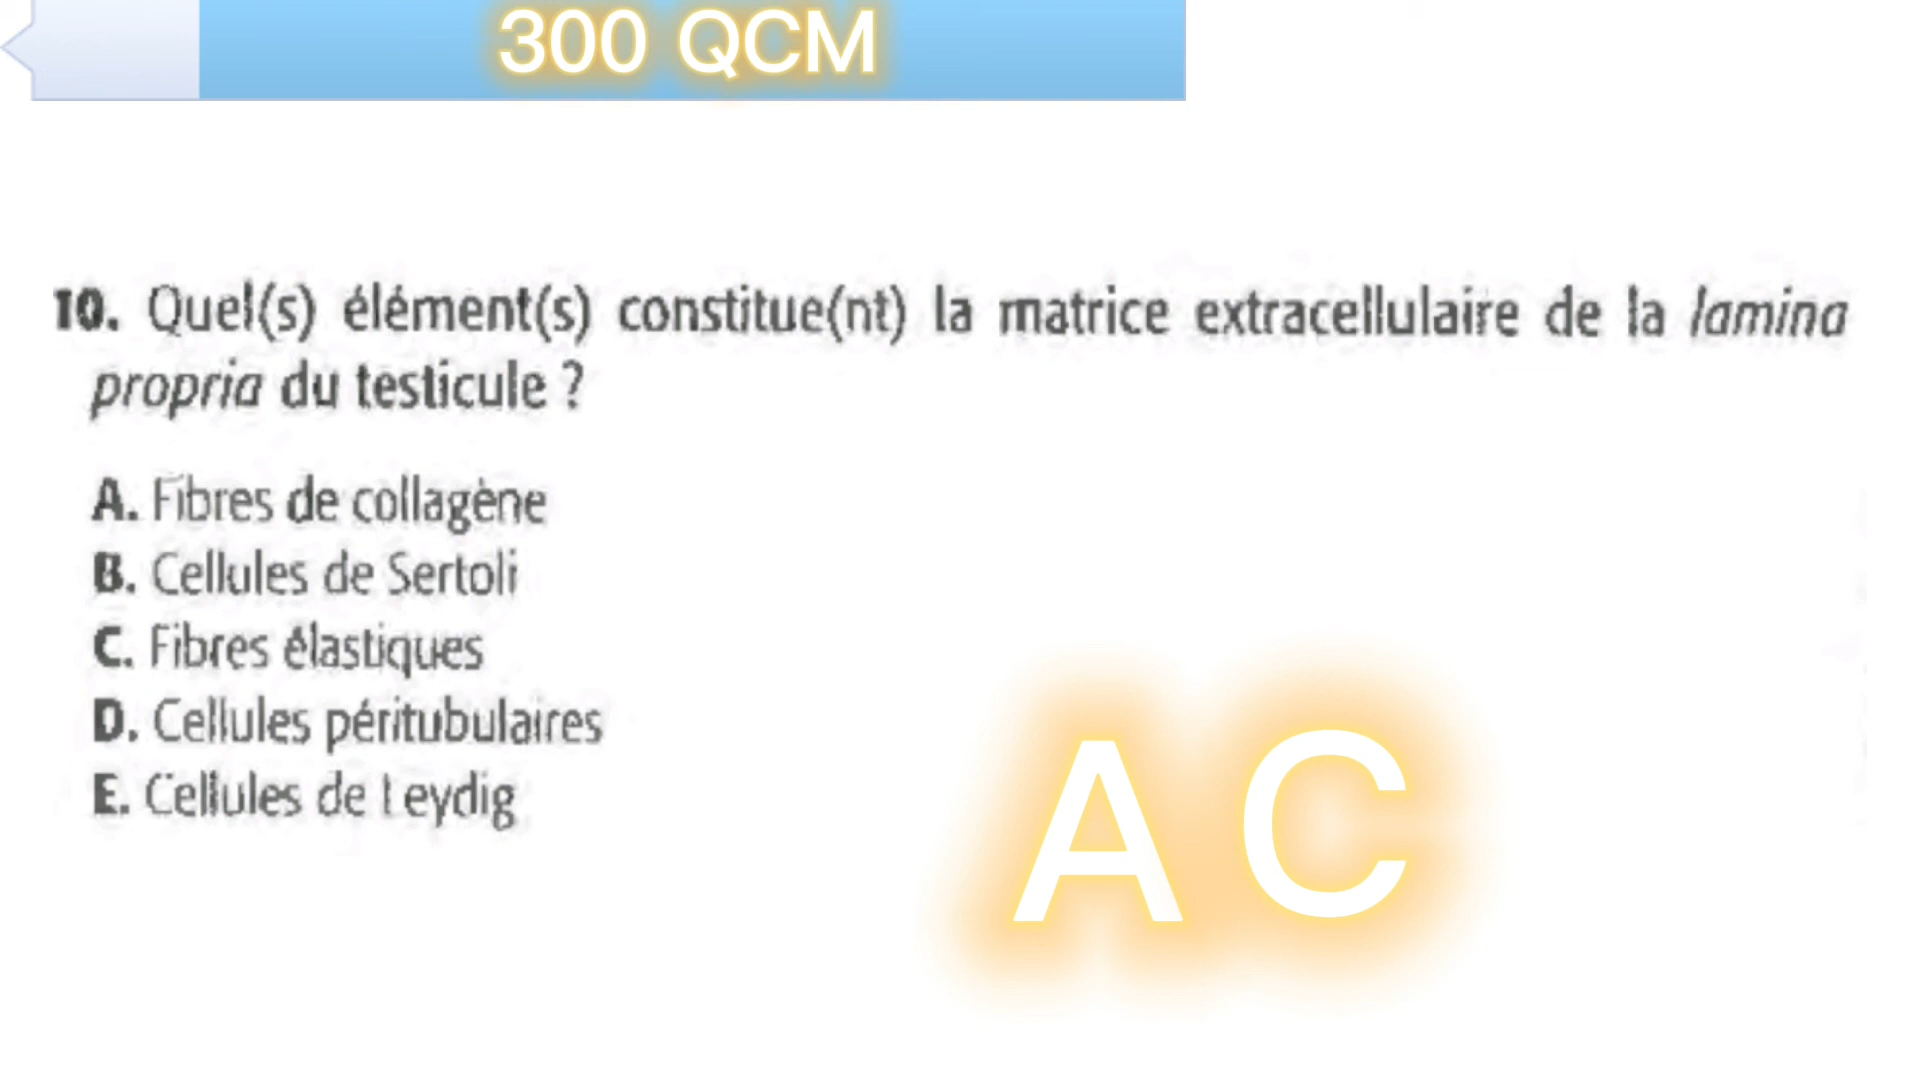 300 QCM
10. Quel(s) élément(s) constitue(nt) la matrice extracellulaire de la lamina
propria du testicule ?
A. Fibres de collagène
B. Cellules de Sertoli
C. Fibres élastiques
D. Cellules péritubulaires
E. Cellules de Leydig
A C